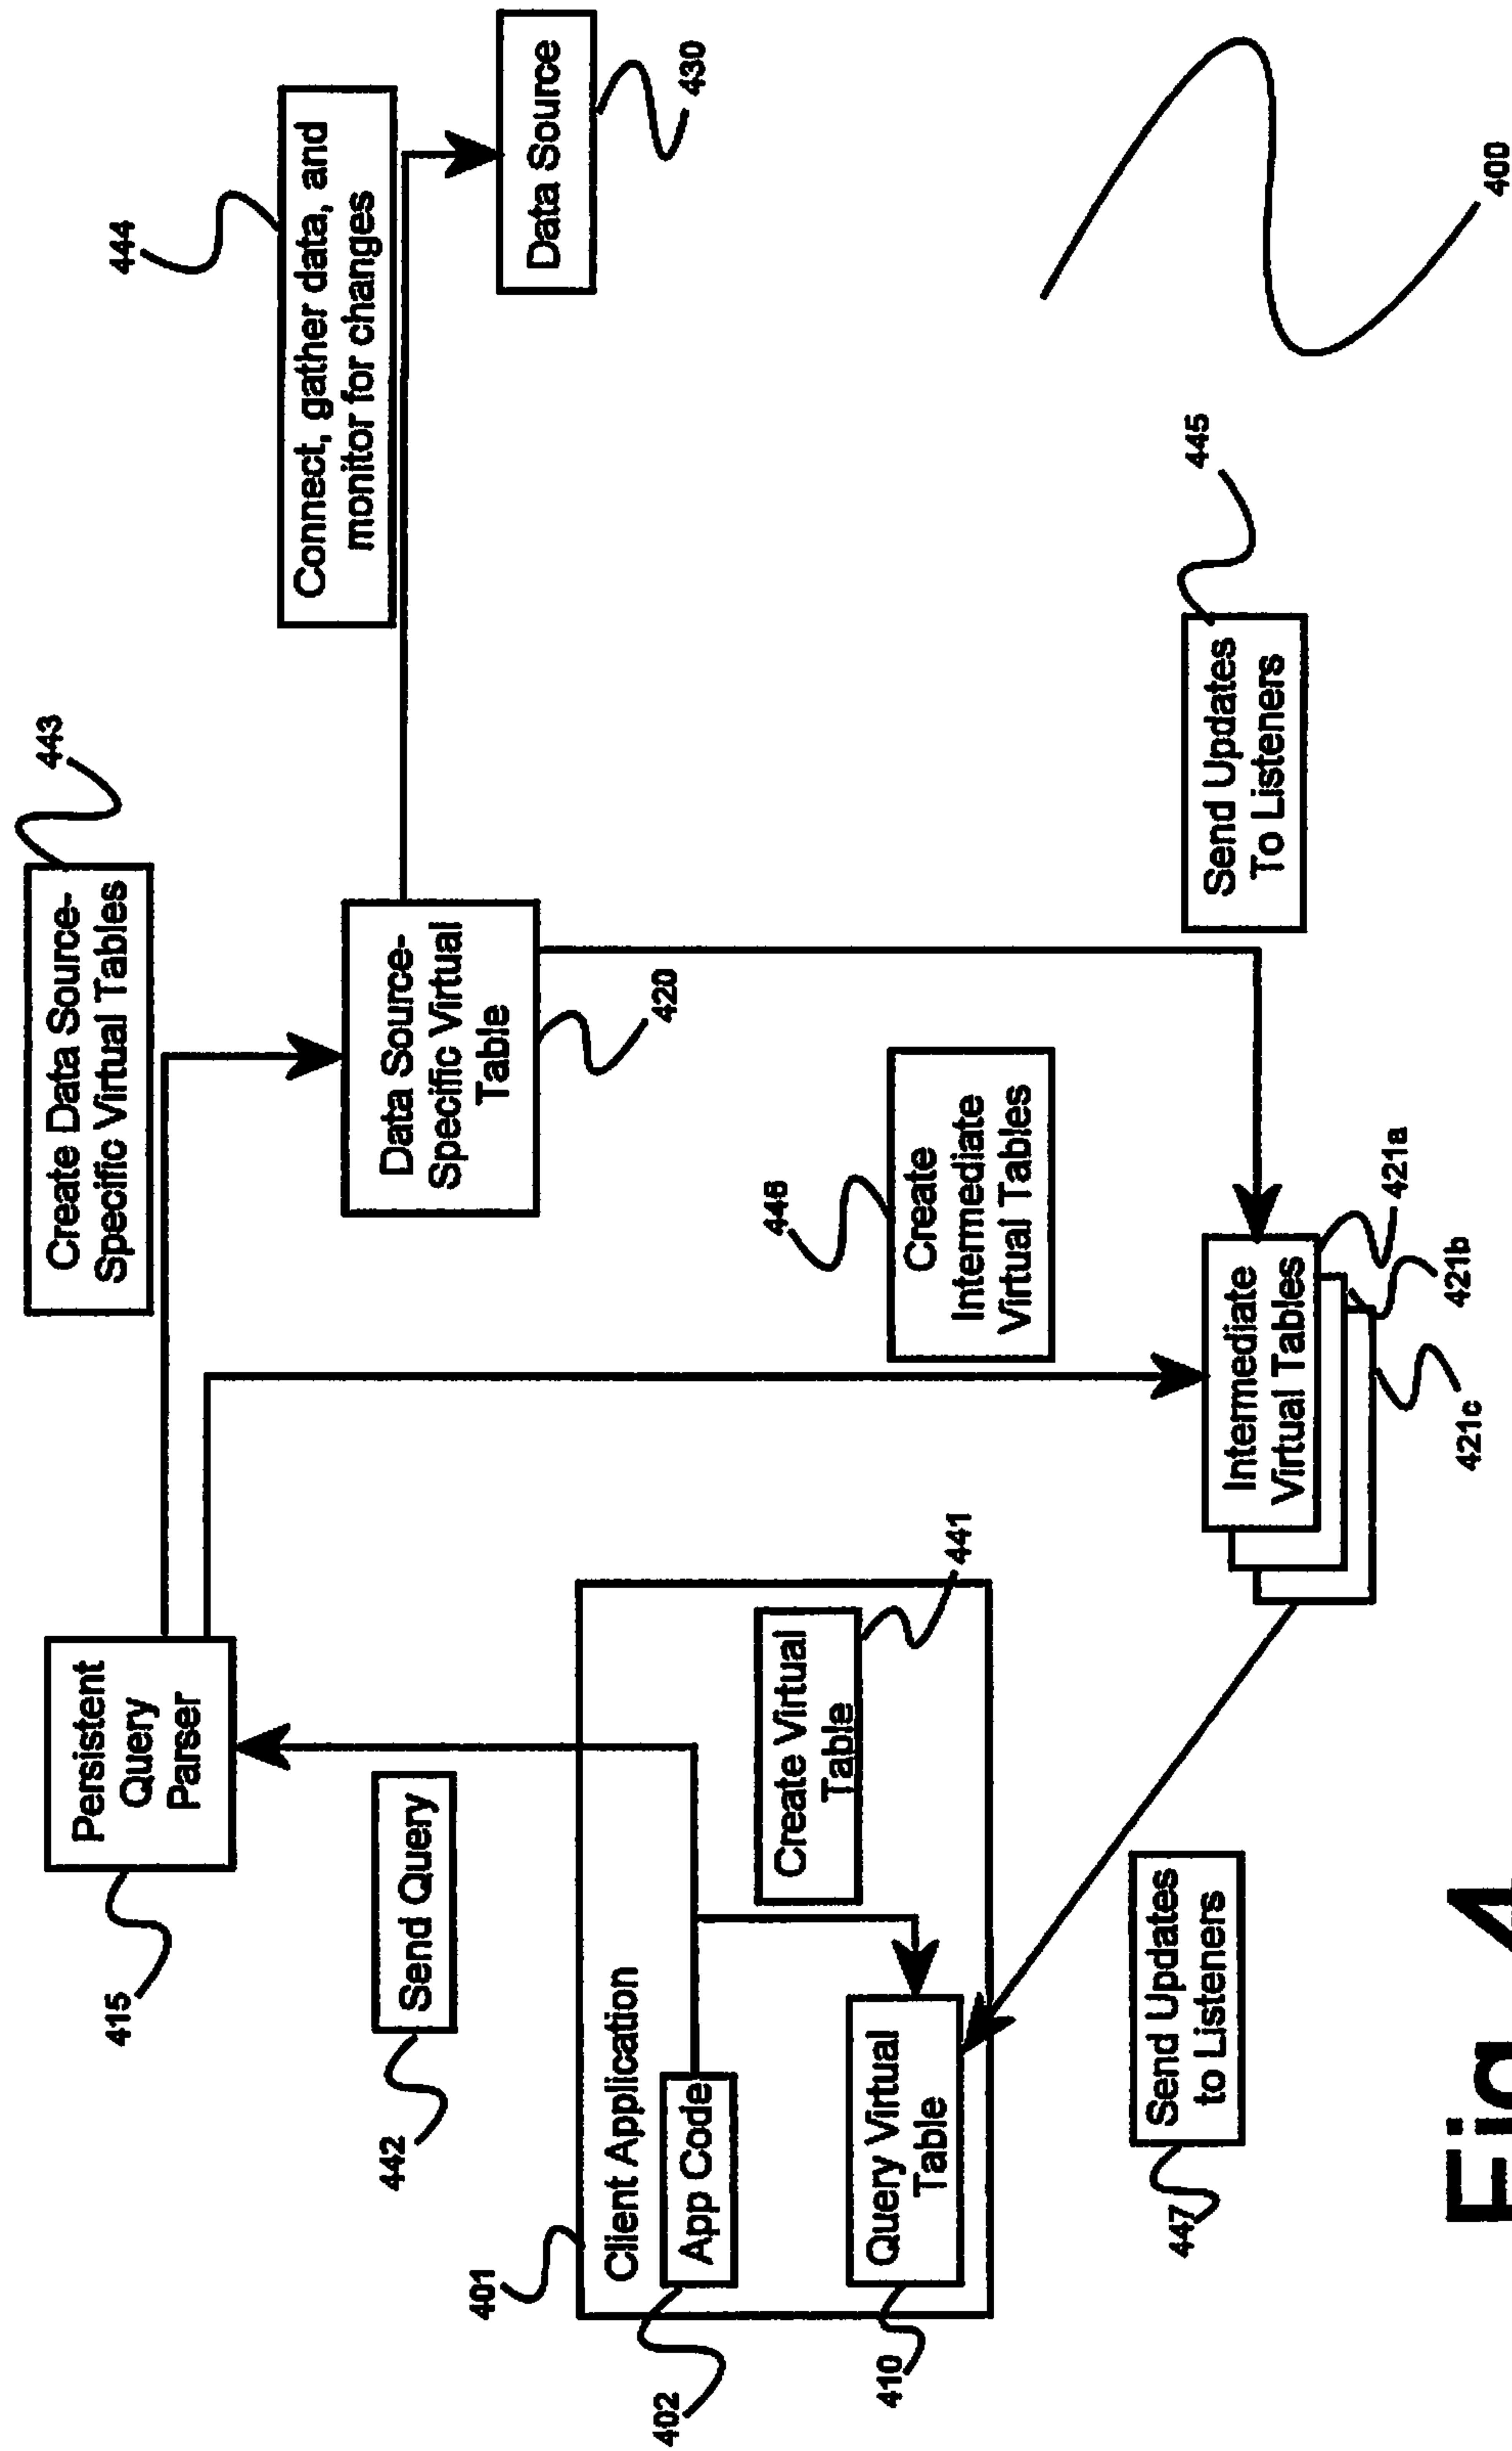 443
Create Data Source-
Specific Virtual Tables
444
Connect, gather data, and
monitor for changes
415
Persistent
Query
Parser
442
Send Query
Data Source-
Specific Virtual
Table
420
Data Source
430
401
Client Application
402
App Code
Create Virtual
Table
441
410
Query Virtual
Table
446
Create
Intermediate
Virtual Tables
445
Send Updates
To Listeners
447
Send Updates
to Listeners
Intermediate
Virtual Tables
421a
421b
421c
400
Fig 4